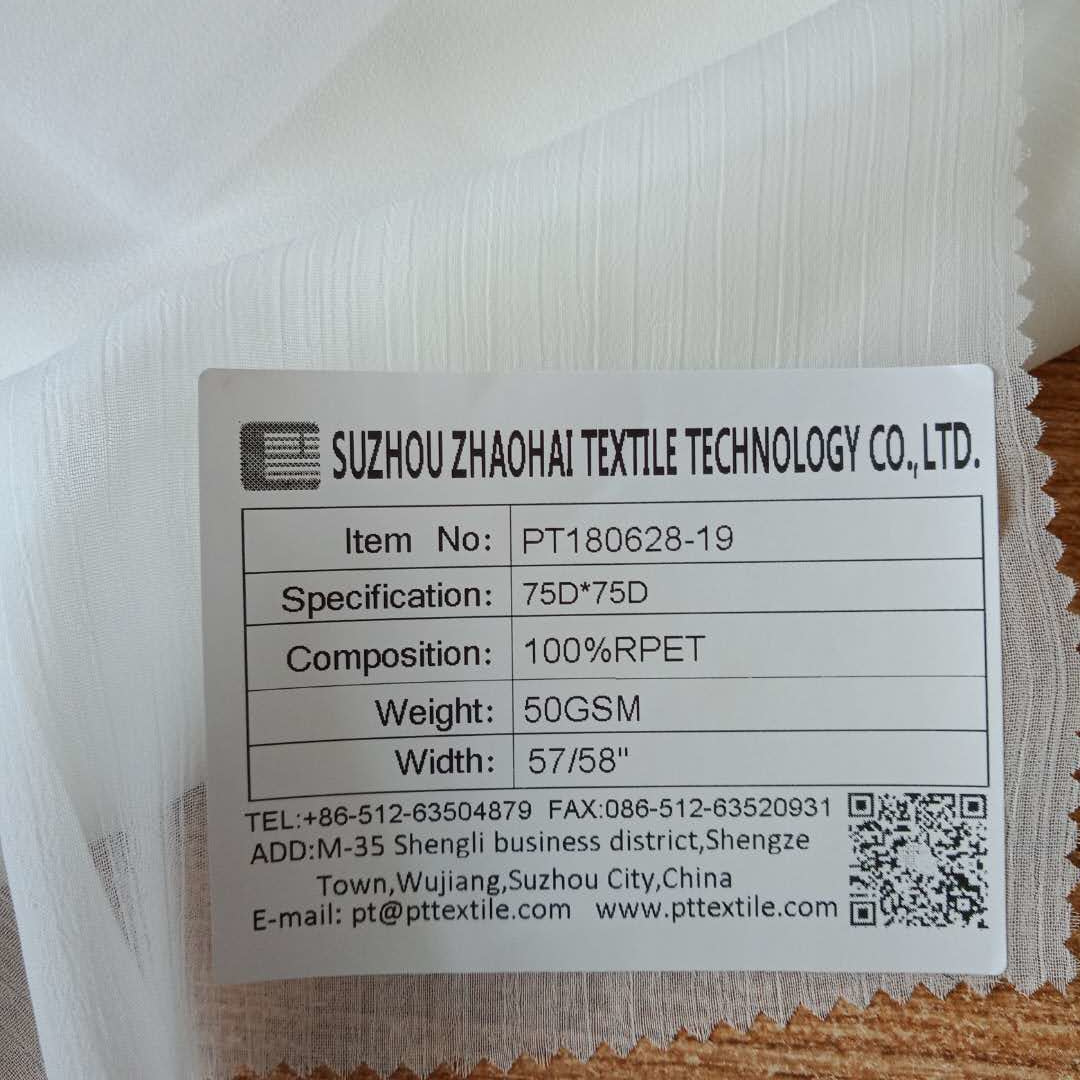 SUZHOU ZHAOHAI TEXTILE TECHNOLOGY CO.,LTD.
Item No: PT180628-19
Specification: 75D*75D
Composition: 100%RPET
Weight: 50GSM
Width: 57/58"
TEL:+86-512-63504879 FAX:086-512-63520931
ADD:M-35 Shengli business district,Shengze
Town,Wujiang,Suzhou City,China
E-mail: pt@pttextile.com www.pttextile.com